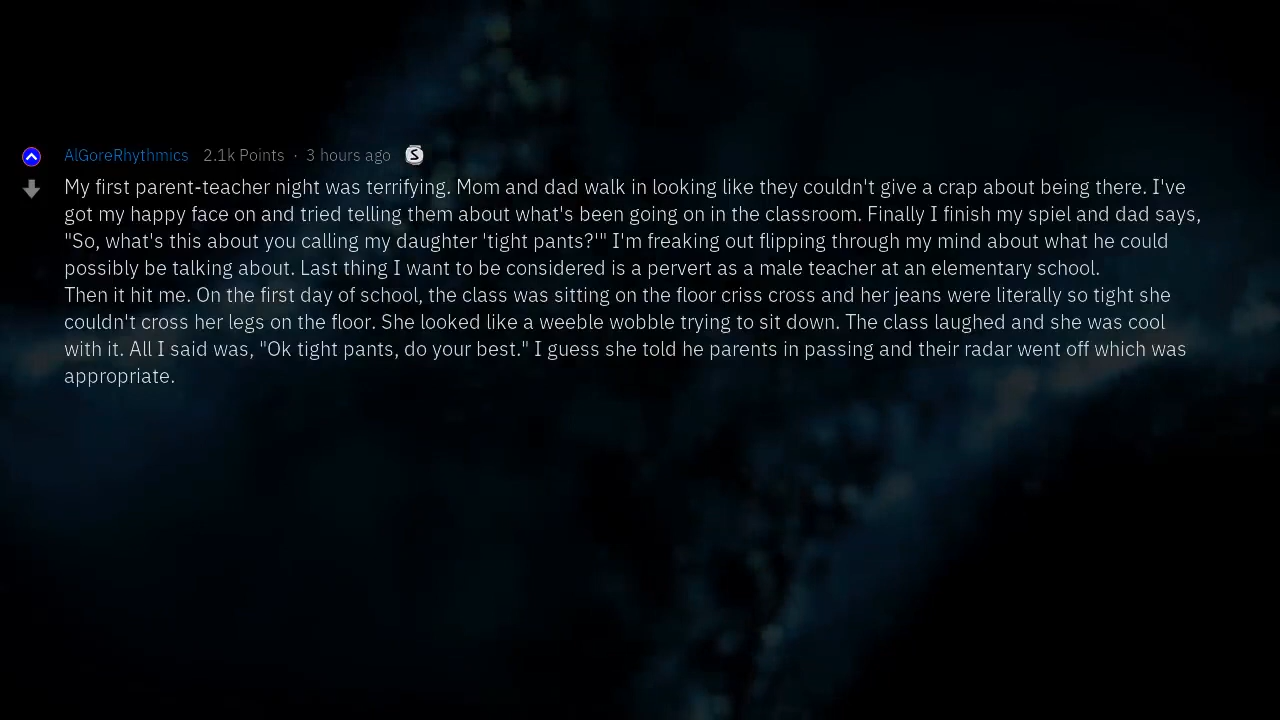 AlGoreRhythmics 2.1k Points · 3 hours ago
My first parent-teacher night was terrifying. Mom and dad walk in looking like they couldn't give a crap about being there. I've
got my happy face on and tried telling them about what's been going on in the classroom. Finally I finish my spiel and dad says,
"So, what's this about you calling my daughter 'tight pants?'" I'm freaking out flipping through my mind about what he could
possibly be talking about. Last thing I want to be considered is a pervert as a male teacher at an elementary school.
Then it hit me. On the first day of school, the class was sitting on the floor criss cross and her jeans were literally so tight she
couldn't cross her legs on the floor. She looked like a weeble wobble trying to sit down. The class laughed and she was cool
with it. All I said was, "Ok tight pants, do your best." I guess she told he parents in passing and their radar went off which was
appropriate.